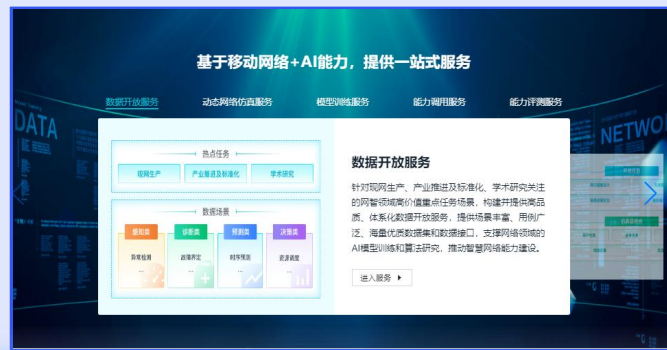 基于移动网络+AI能力，提供一站式服务
数据开放服务 动态网络仿真服务 模型训练服务 能力调用服务 能力评测服务
DATA
NETWO
热点任务
现网生产 产业推进及标准化 学术研究
数据场景
感知类 诊断类 预测类 决策类
异常检测 故障界定 时序预测 资源调度
... ... ... ...
数据开放服务
针对现网生产、产业推进及标准化、学术研究关注
的网智领域高价值重点任务场景，构建并提供高品
质、体系化数据开放服务，提供场景丰富、用例广
泛、海量优质数据集和数据接口，支撑网络领域的
AI模型训练和算法研究，推动智慧网络能力建设。
进入服务